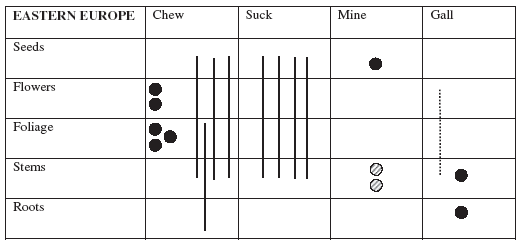 EASTERN EUROPE Chew Suck Mine Gall
Seeds
Flowers
Foliage
Stems
Roots